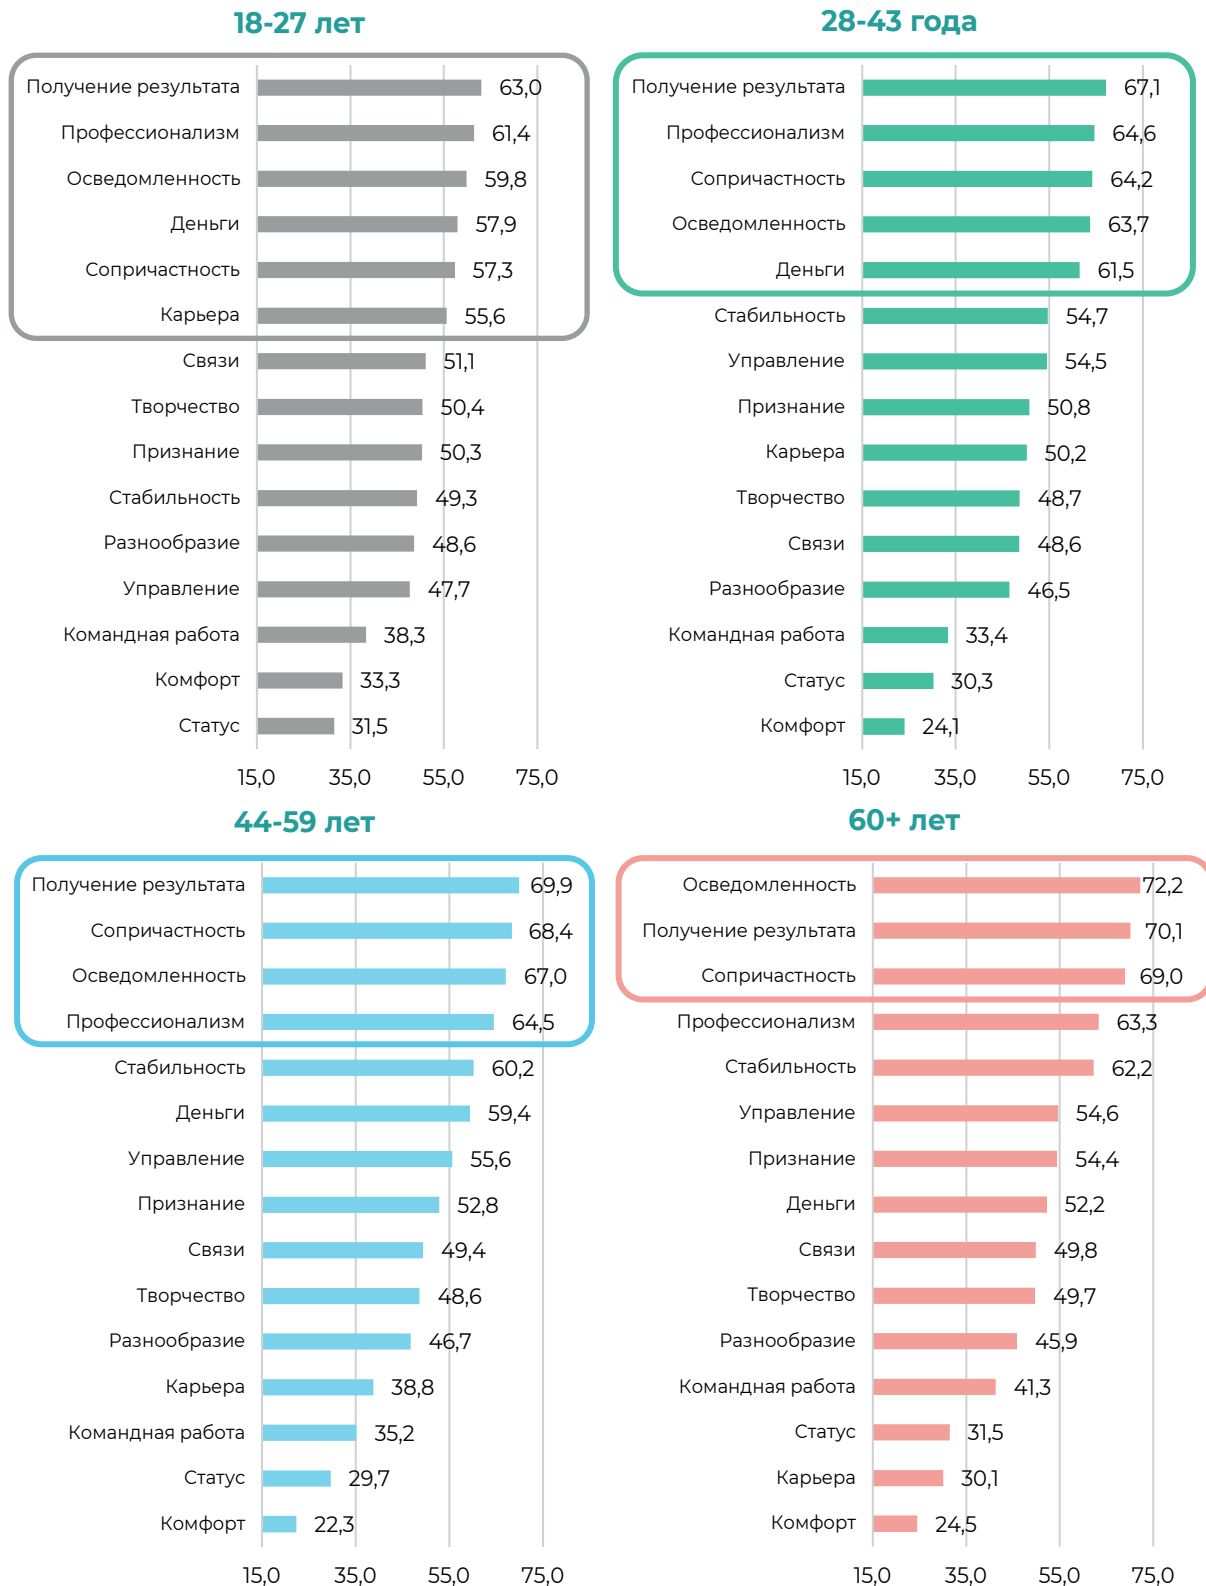 18-27 лет
Получение результата 63,0
Профессионализм 61,4
Осведомленность 59,8
Деньги 57,9
Сопричастность 57,3
Карьера 55,6
Связи 51,1
Творчество 50,4
Признание 50,3
Стабильность 49,3
Разнообразие 48,6
Управление 47,7
Командная работа 38,3
Комфорт 33,3
Статус 31,5
15,0 35,0 55,0 75,0
28-43 года
Получение результата 67,1
Профессионализм 64,6
Сопричастность 64,2
Осведомленность 63,7
Деньги 61,5
Стабильность 54,7
Управление 54,5
Признание 50,8
Карьера 50,2
Творчество 48,7
Связи 48,6
Разнообразие 46,5
Командная работа 33,4
Статус 30,3
Комфорт 24,1
15,0 35,0 55,0 75,0
44-59 лет
Получение результата 69,9
Сопричастность 68,4
Осведомленность 67,0
Профессионализм 64,5
Стабильность 60,2
Деньги 59,4
Управление 55,6
Признание 52,8
Связи 49,4
Творчество 48,6
Разнообразие 46,7
Карьера 38,8
Командная работа 35,2
Статус 29,7
Комфорт 22,3
15,0 35,0 55,0 75,0
60+ лет
Осведомленность 72,2
Получение результата 70,1
Сопричастность 69,0
Профессионализм 63,3
Стабильность 62,2
Управление 54,6
Признание 54,4
Деньги 52,2
Связи 49,8
Творчество 49,7
Разнообразие 45,9
Командная работа 41,3
Статус 31,5
Карьера 30,1
Комфорт 24,5
15,0 35,0 55,0 75,0